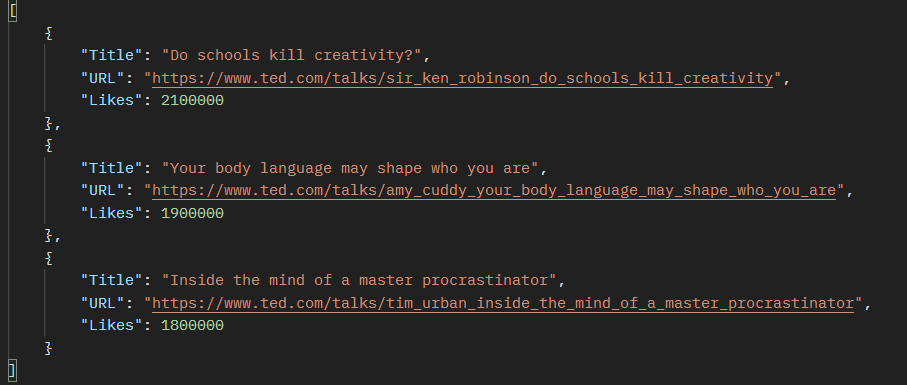 [
    {
        "Title": "Do schools kill creativity?",
        "URL": "https://www.ted.com/talks/sir_ken_robinson_do_schools_kill_creativity",
        "Likes": 2100000
    },
    {
        "Title": "Your body language may shape who you are",
        "URL": "https://www.ted.com/talks/amy_cuddy_your_body_language_may_shape_who_you_are",
        "Likes": 1900000
    },
    {
        "Title": "Inside the mind of a master procrastinator",
        "URL": "https://www.ted.com/talks/tim_urban_inside_the_mind_of_a_master_procrastinator",
        "Likes": 1800000
    }
]